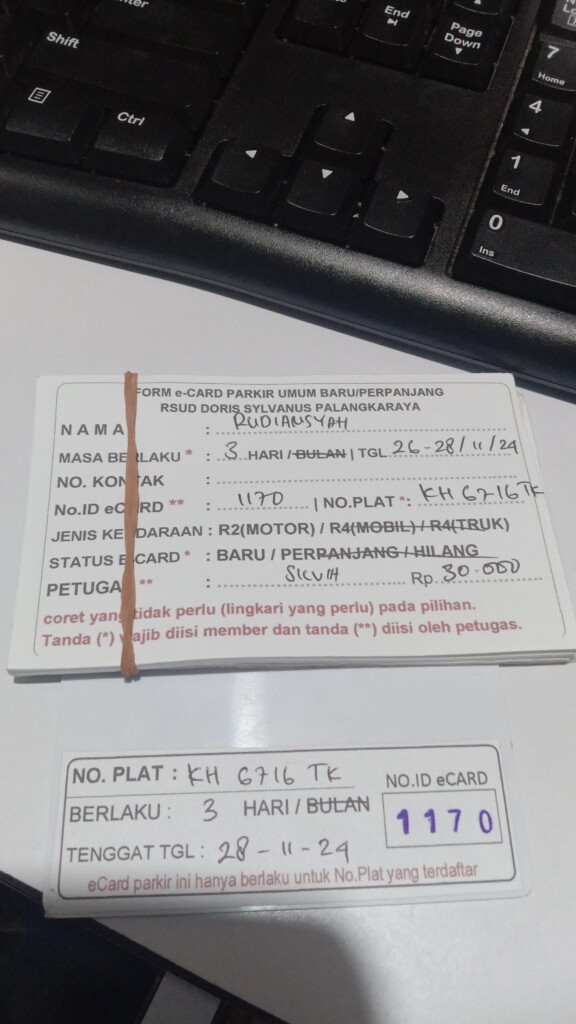 Shift
End
Page Down
Ctrl
7 Home
4
1 End
0 Ins
FORM e-CARD PARKIR UMUM BARU/PERPANJANG
RSUD DORIS SYLVANUS PALANGKARAYA
NAMA : RUDIANSYAH
MASA BERLAKU * : 3 HARI / BULAN | TGL 26-28/11/24
NO. KONTAK :
No.ID eCARD ** : 1170 | NO.PLAT *: KH 6716 TK
JENIS KENDARAAN : R2(MOTOR) / R4(MOBIL) / R4(TRUK)
STATUS E-CARD * : BARU / PERPANJANG / HILANG
PETUGAS ** : Rp. 30-000
coret yang tidak perlu (lingkari yang perlu) pada pilihan.
Tanda (*) wajib diisi member dan tanda (**) diisi oleh petugas.
NO. PLAT : KH 6716 TK
NO.ID eCARD
BERLAKU : 3 HARI / BULAN
1170
TENGGAT TGL : 28-11-24
eCard parkir ini hanya berlaku untuk No.Plat yang terdaftar